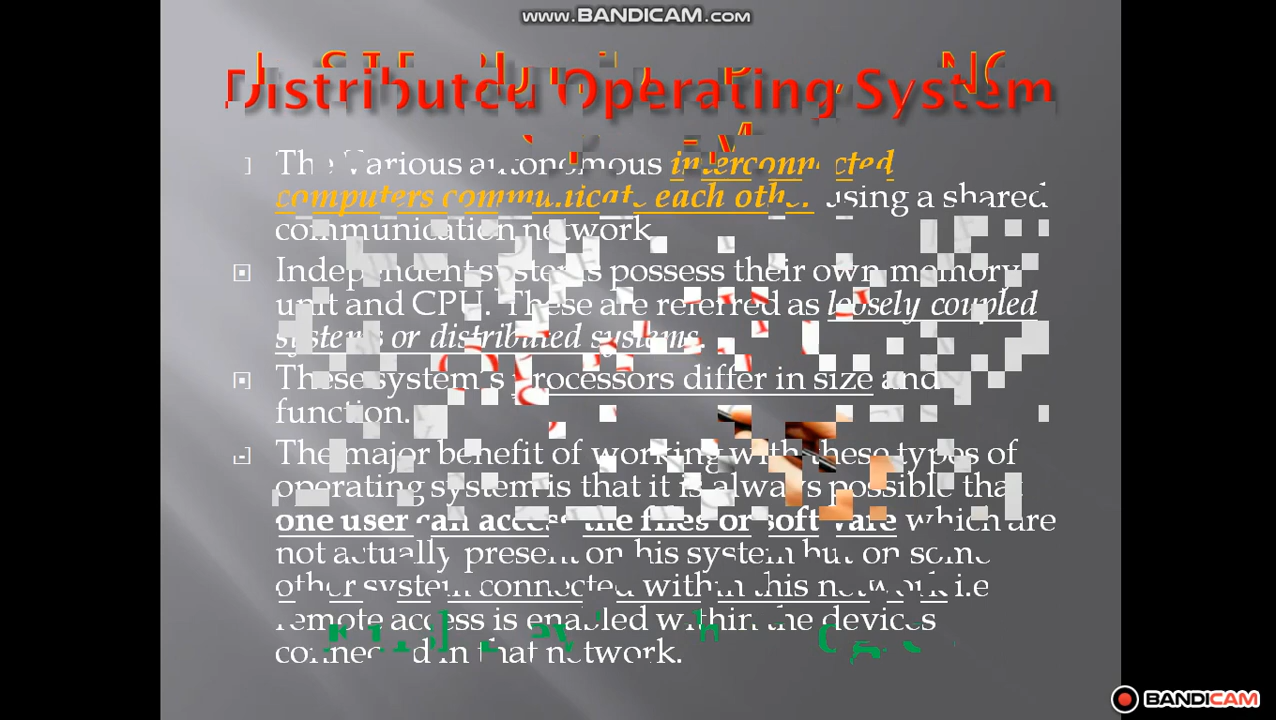 www.BANDICAM.com
Distributed Operating System
The Various autonomous interconnected
computers communicate each other using a shared
communication network.
Independent systems possess their own memory
unit and CPU. These are referred as loosely coupled
systems or distributed systems.
These system's processors differ in size and
function.
The major benefit of working with these types of
operating system is that it is always possible that
one user can access the files or software which are
not actually present on his system but on some
other system connected within this network i.e
remote access is enabled within the devices
connected in that network.
BANDICAM